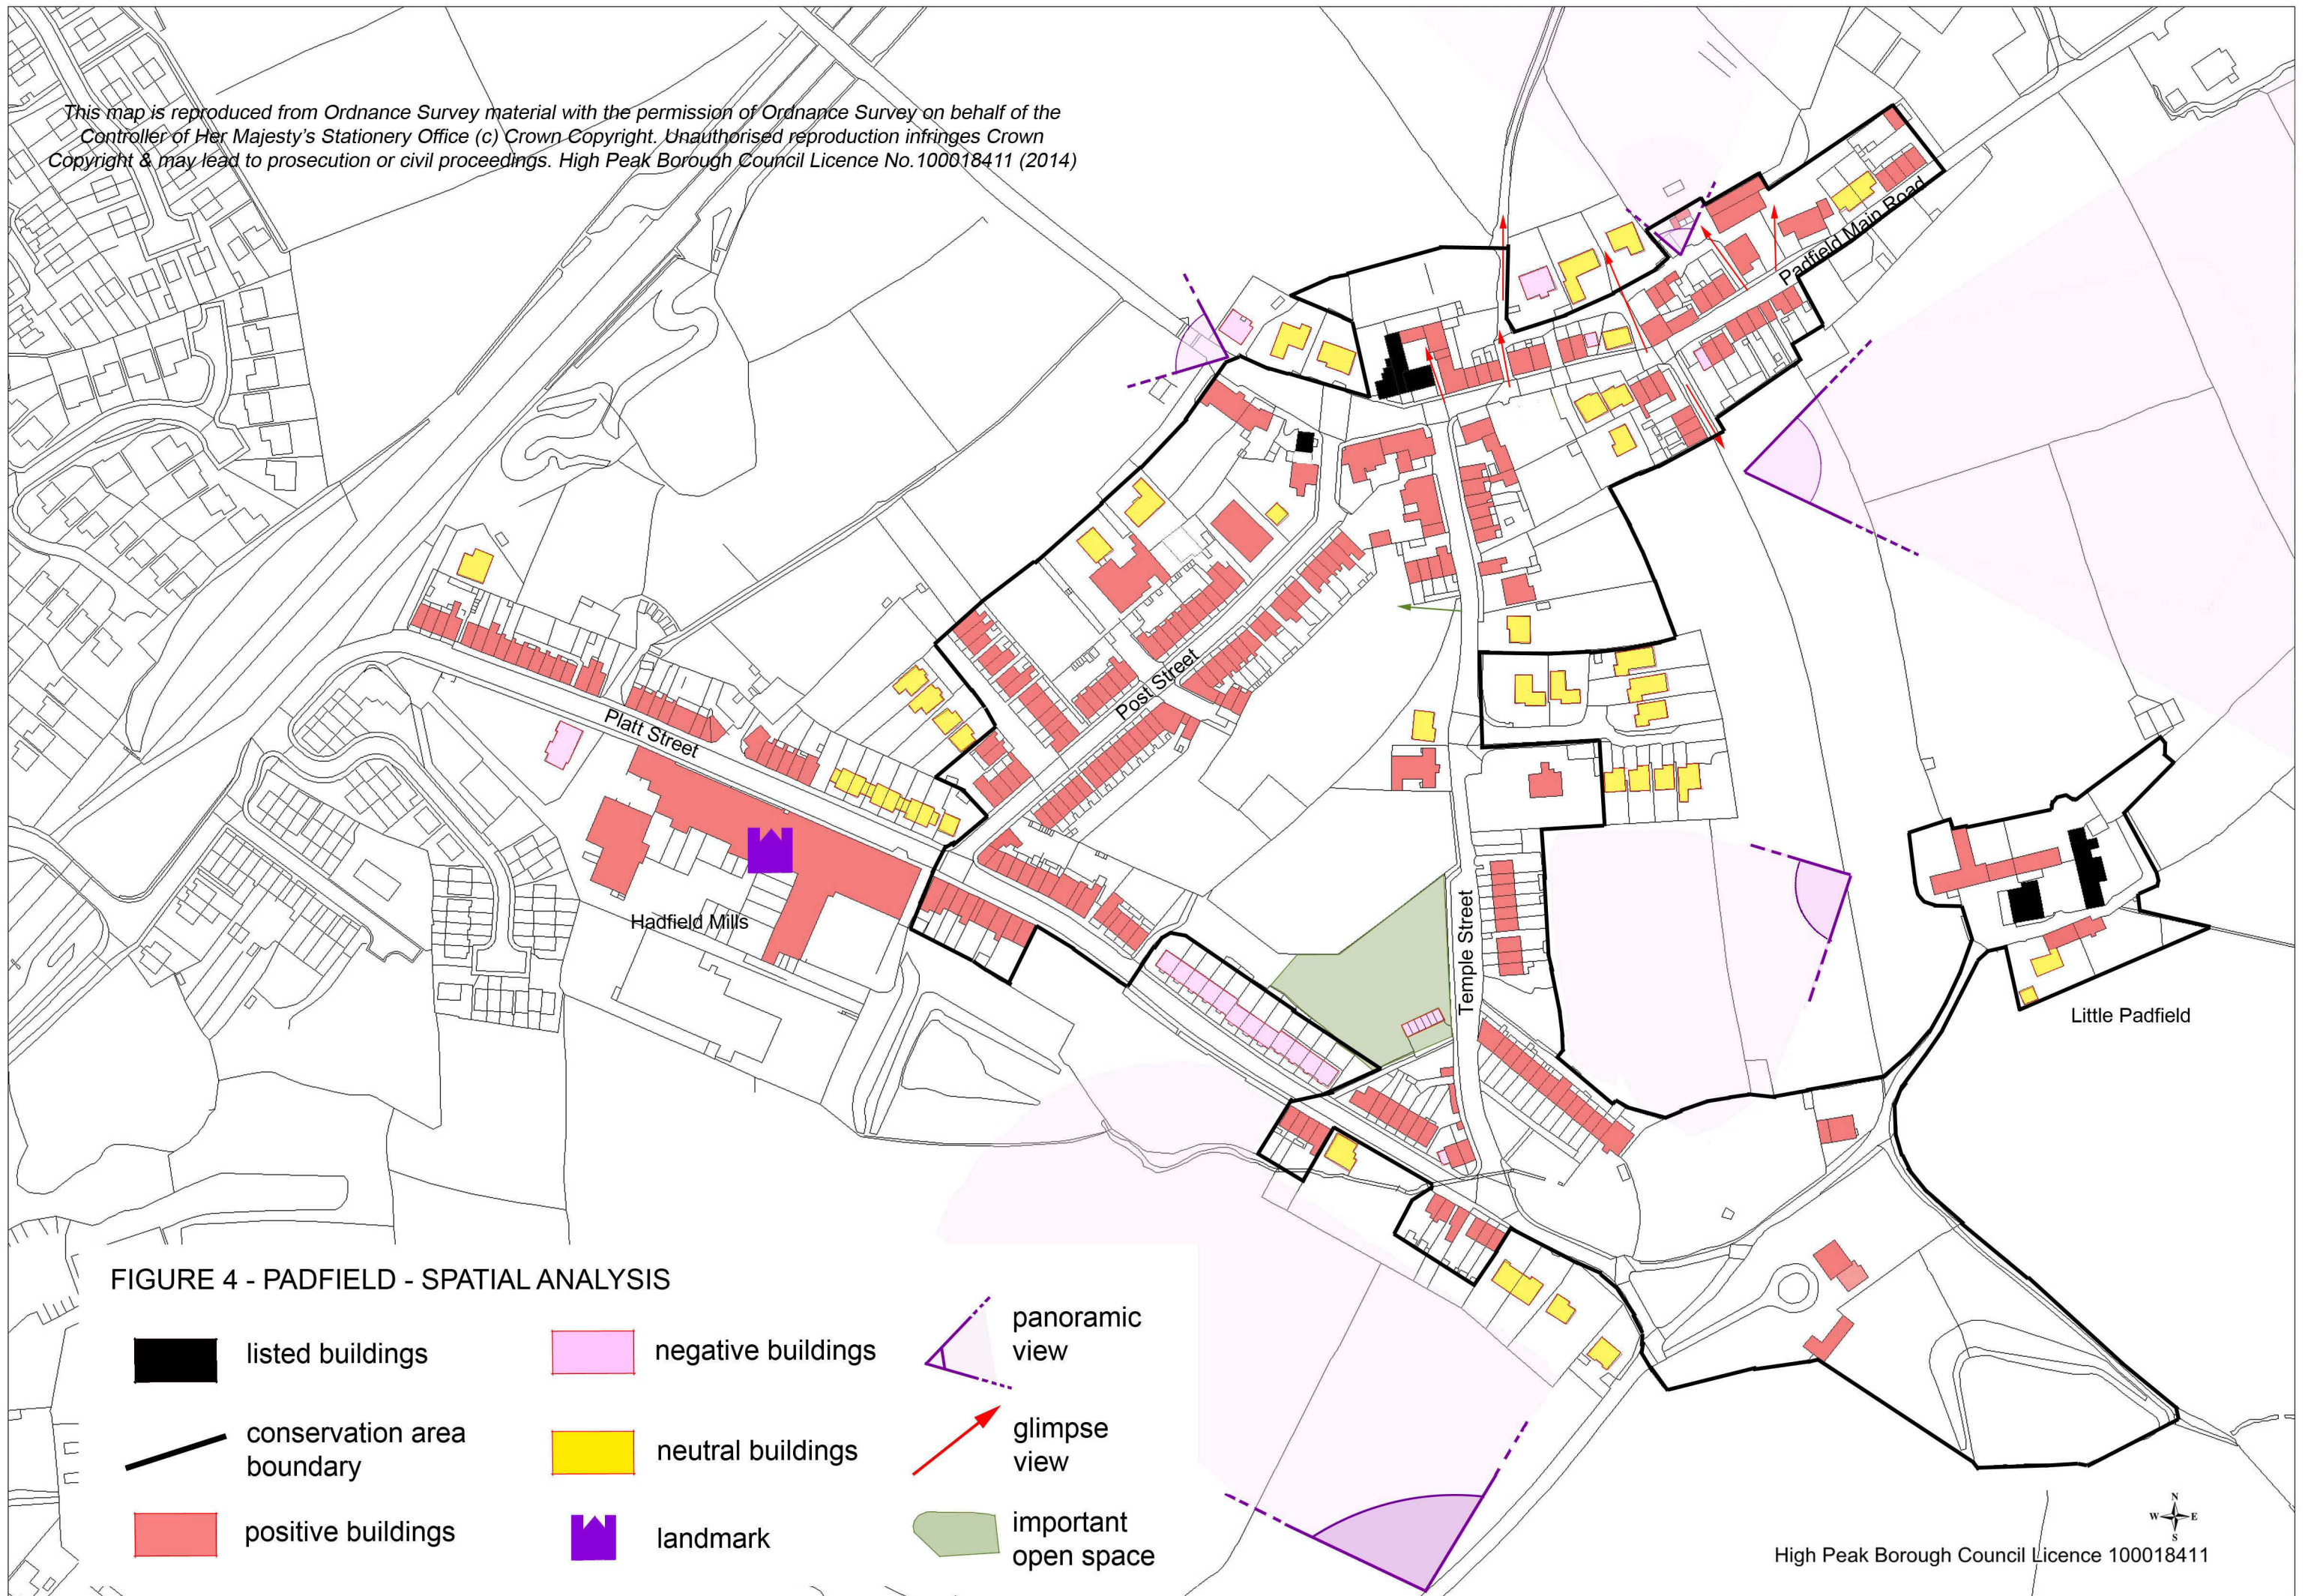 This map is reproduced from Ordnance Survey material with the permission of Ordnance Survey on behalf of the
Controller of Her Majesty's Stationery Office (c) Crown Copyright. Unauthorised reproduction infringes Crown
Copyright & may lead to prosecution or civil proceedings. High Peak Borough Council Licence No.100018411 (2014)
Padfield Main Road
Post Street
Platt Street
Hadfield Mills
Temple Street
Little Padfield
FIGURE 4 - PADFIELD - SPATIAL ANALYSIS
listed buildings
conservation area
boundary
positive buildings
negative buildings
neutral buildings
landmark
panoramic
view
glimpse
view
important
open space
N
W E
S
High Peak Borough Council Licence 100018411